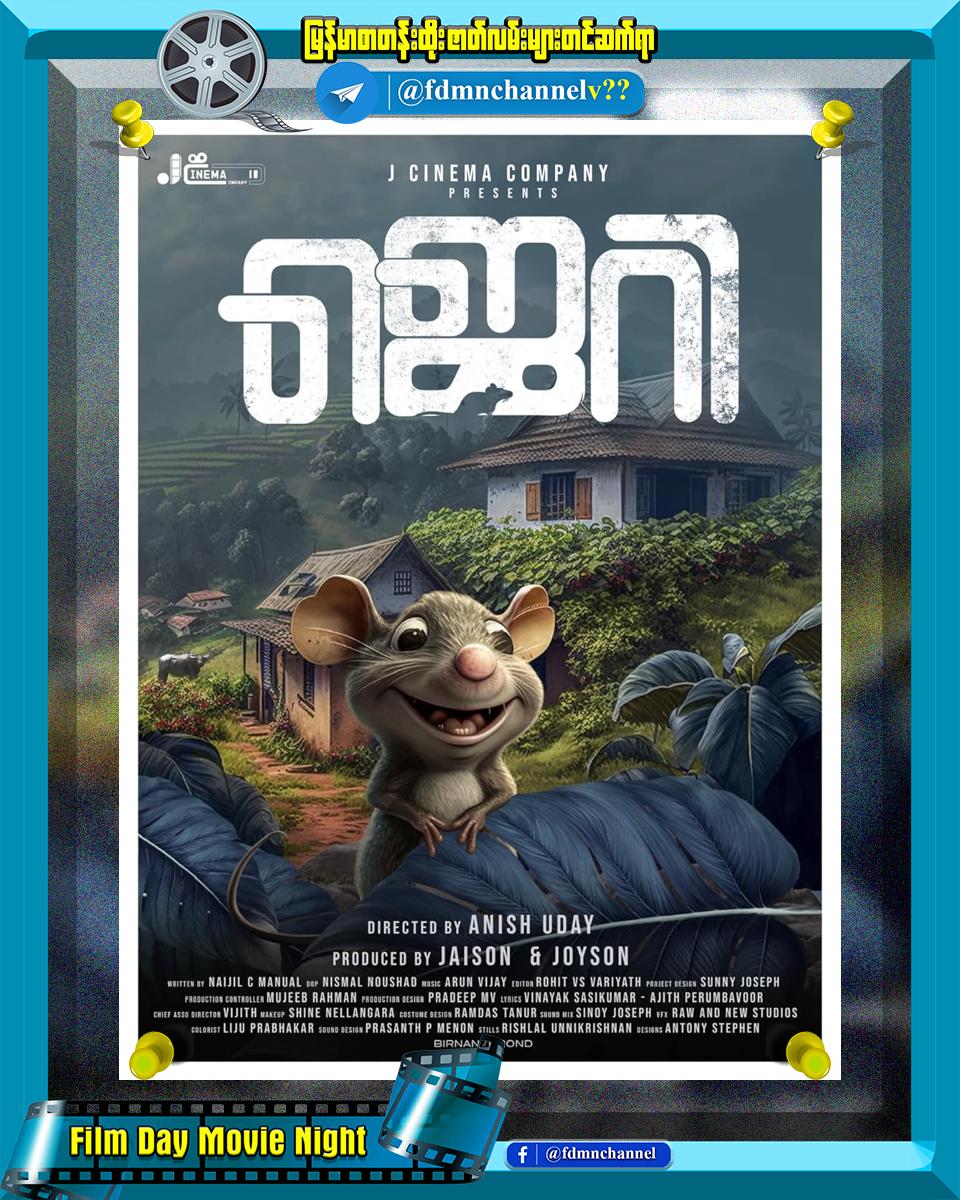 မြန်မာစာတန်းထိုးဇာတ်လမ်းများတင်ဆက်ရာ
@fdmnchannelv??
J CINEMA COMPANY
J CINEMA COMPANY
PRESENTS
ജെറി
DIRECTED BY ANISH UDAY
PRODUCED BY JAISON & JOYSON
WRITTEN BY NAIJIL C MANUAL DOP NISMAL NOUSHAD MUSIC ARUN VIJAY EDITOR ROHIT VS VARIYATH PROJECT DESIGN SUNNY JOSEPH
PRODUCTION CONTROLLER MUJEEB RAHMAN PRODUCTION DESIGN PRADEEP MV LYRICS VINAYAK SASIKUMAR - AJITH PERUMBAVOOR
CHIEF ASSO DIRECTOR VIJITH MAKEUP SHINE NELLANGARA COSTUME DESIGN RAMDAS TANUR SOUND MIX SINOY JOSEPH VFX RAW AND NEW STUDIOS
COLORIST LIJU PRABHAKAR SOUND DESIGN PRASANTH P MENON STILLS RISHLAL UNNIKRISHNAN DESIGNS ANTONY STEPHEN
Film Day Movie Night
@fdmnchannel